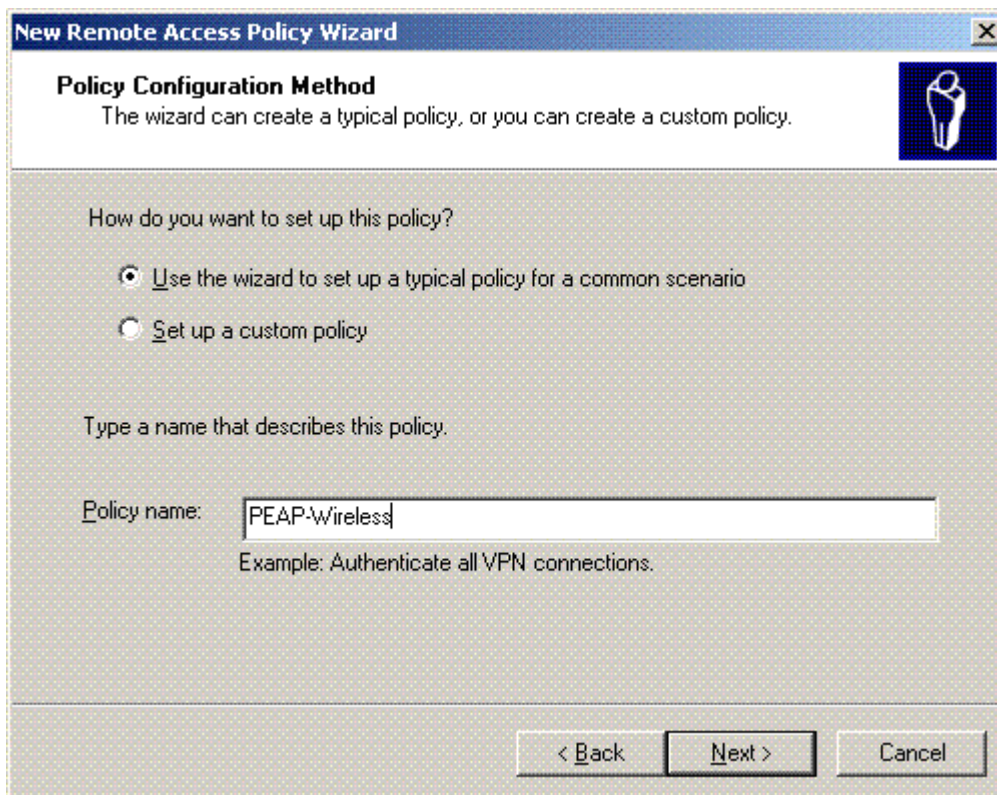 New Remote Access Policy Wizard
Policy Configuration Method
The wizard can create a typical policy, or you can create a custom policy.
How do you want to set up this policy?
Use the wizard to set up a typical policy for a common scenario
Set up a custom policy
Type a name that describes this policy.
Policy name: PEAP-Wireless
Example: Authenticate all VPN connections.
< Back Next > Cancel